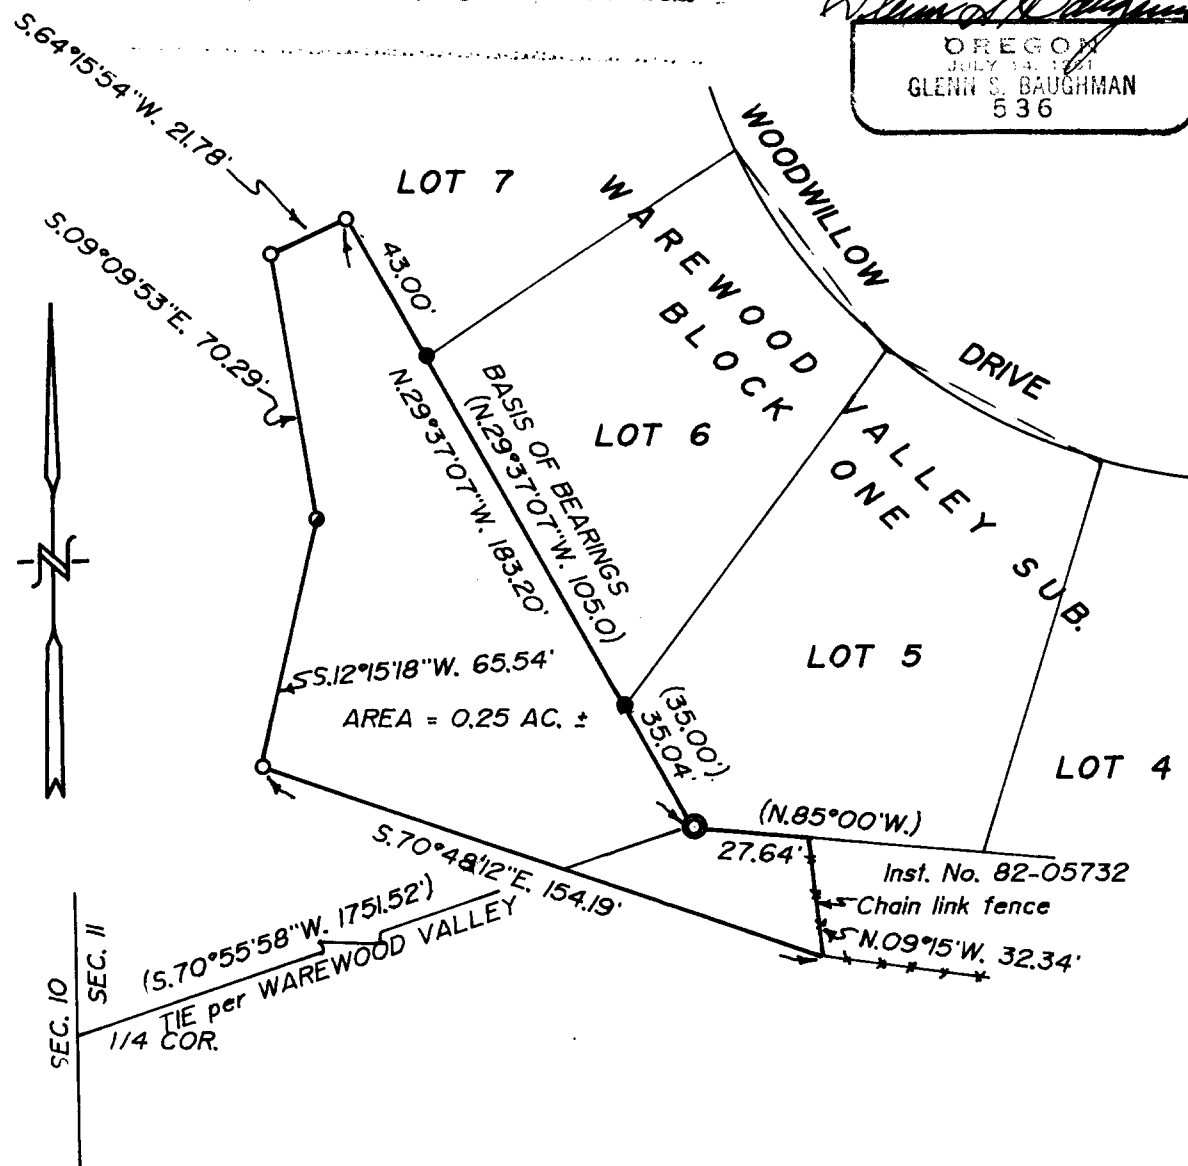 OREGON
JULY 14, 1961
GLENN S. BAUGHMAN
536
S.64°15'54"W. 21.78'
LOT 7
WOODWILLOW
DRIVE
WAREWOOD VALLEY SUB.
BLOCK ONE
S.09°09'53"E. 70.29'
43.00'
BASIS OF BEARINGS
(N.29°37'07"W. 105.0)
N.29°37'07"W. 183.20'
LOT 6
LOT 5
LOT 4
S.12°15'18"W. 65.54'
AREA = 0.25 AC. ±
(35.00')
35.04'
(N.85°00'W.)
27.64'
Inst. No. 82-05732
Chain link fence
N.09°15'W. 32.34'
S.70°48'12"E. 154.19'
(S.70°55'58"W. 1751.52')
TIE per WAREWOOD VALLEY
1/4 COR.
SEC. 10
SEC. 11
N